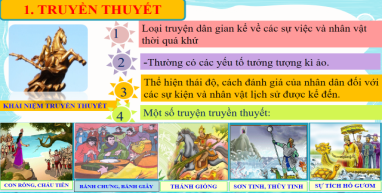 1. TRUYỀN THUYẾT
1
Loại truyện dân gian kể về các sự việc và nhân vật
thời quá khứ
2
-Thường có các yếu tố tưởng tượng kì ảo.
3
Thể hiện thái độ, cách đánh giá của nhân dân đối với
các sự kiện và nhân vật lịch sử được kể đến.
KHÁI NIỆM TRUYỀN THUYẾT
4
Một số truyện truyền thuyết:
CON RỒNG, CHÁU TIÊN
BÁNH CHƯNG, BÁNH GIẦY
THÁNH GIÓNG
SƠN TINH, THỦY TINH
SỰ TÍCH HỒ GƯƠM